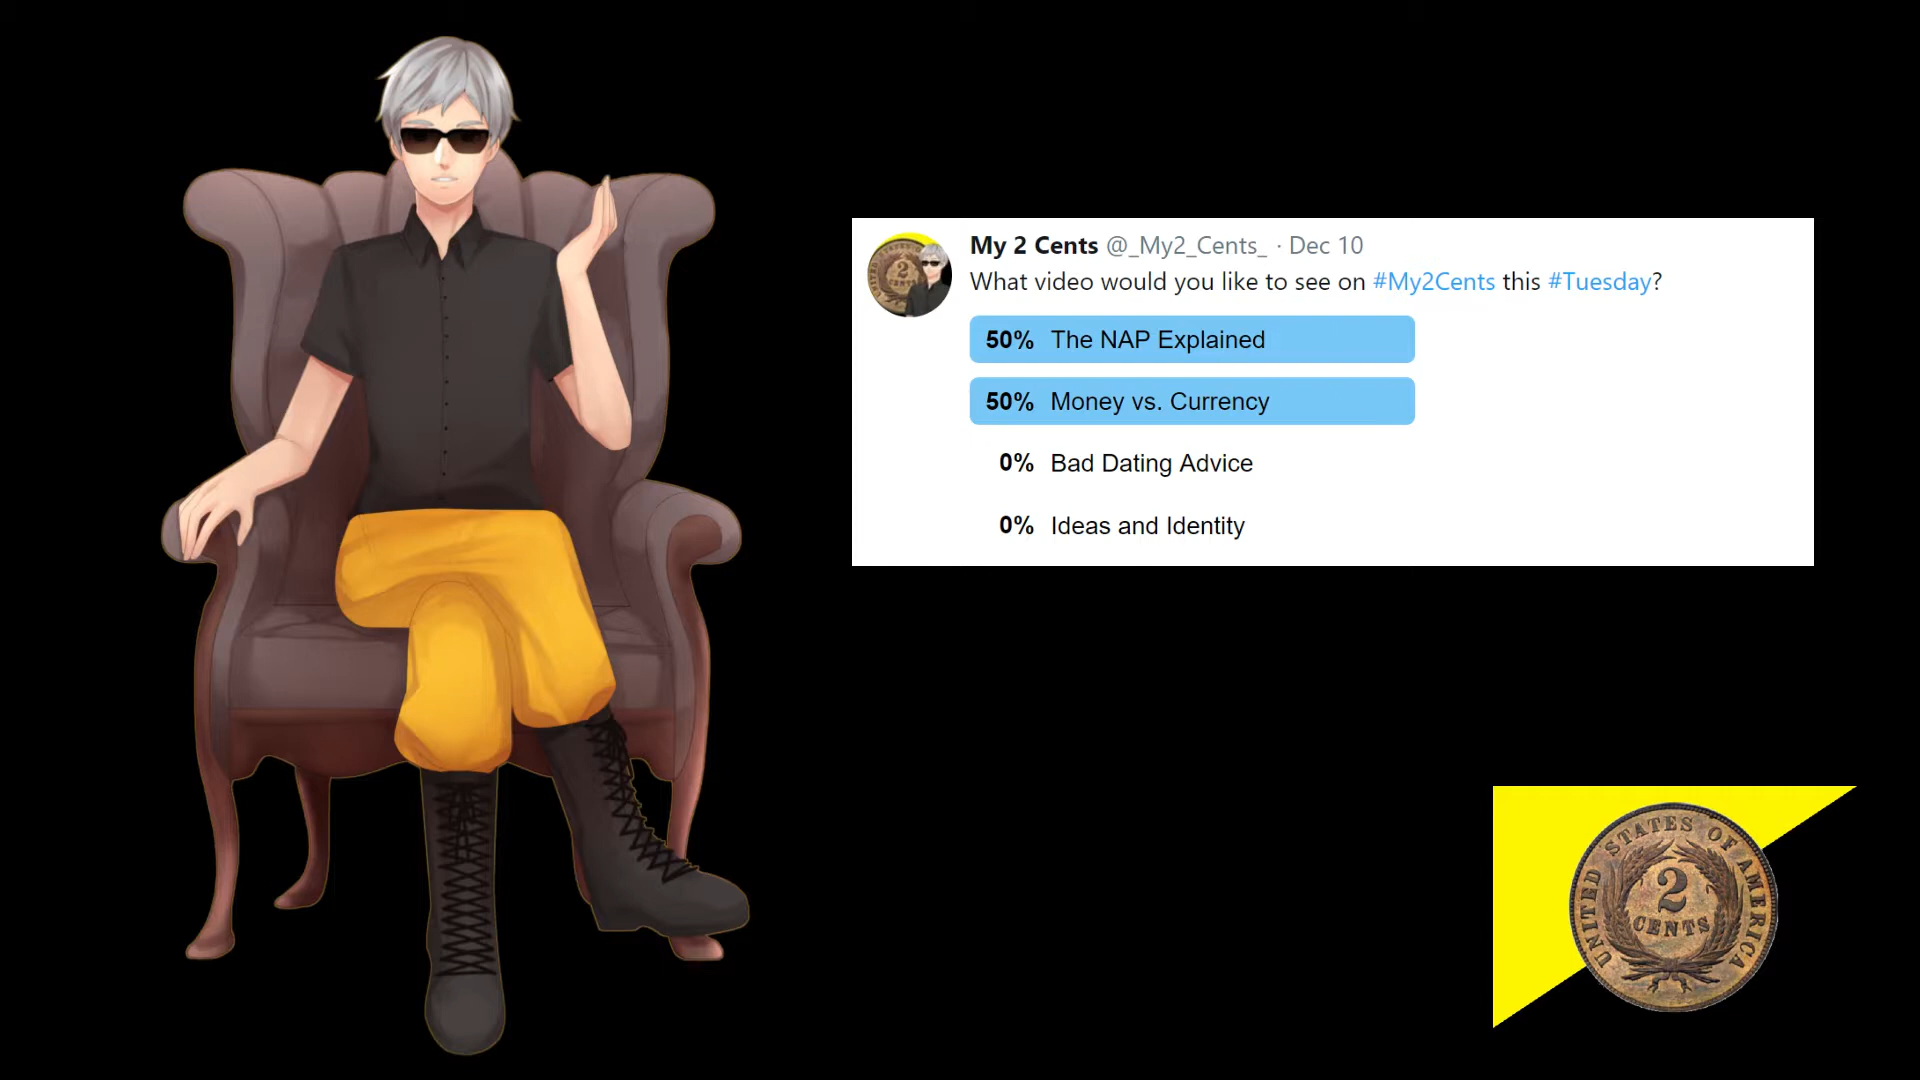 My 2 Cents @_My2_Cents_ · Dec 10
What video would you like to see on #My2Cents this #Tuesday?
50% The NAP Explained
50% Money vs. Currency
0% Bad Dating Advice
0% Ideas and Identity
UNITED STATES OF AMERICA
2
CENTS